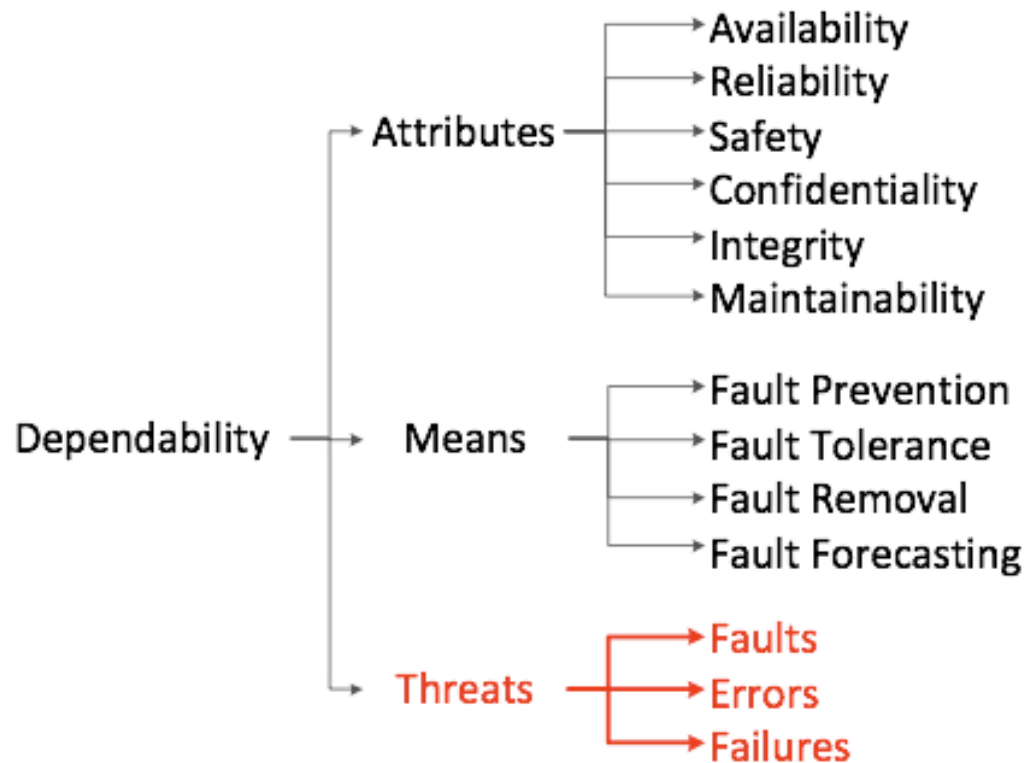 Dependability
Attributes
Availability
Reliability
Safety
Confidentiality
Integrity
Maintainability
Means
Fault Prevention
Fault Tolerance
Fault Removal
Fault Forecasting
Threats
Faults
Errors
Failures